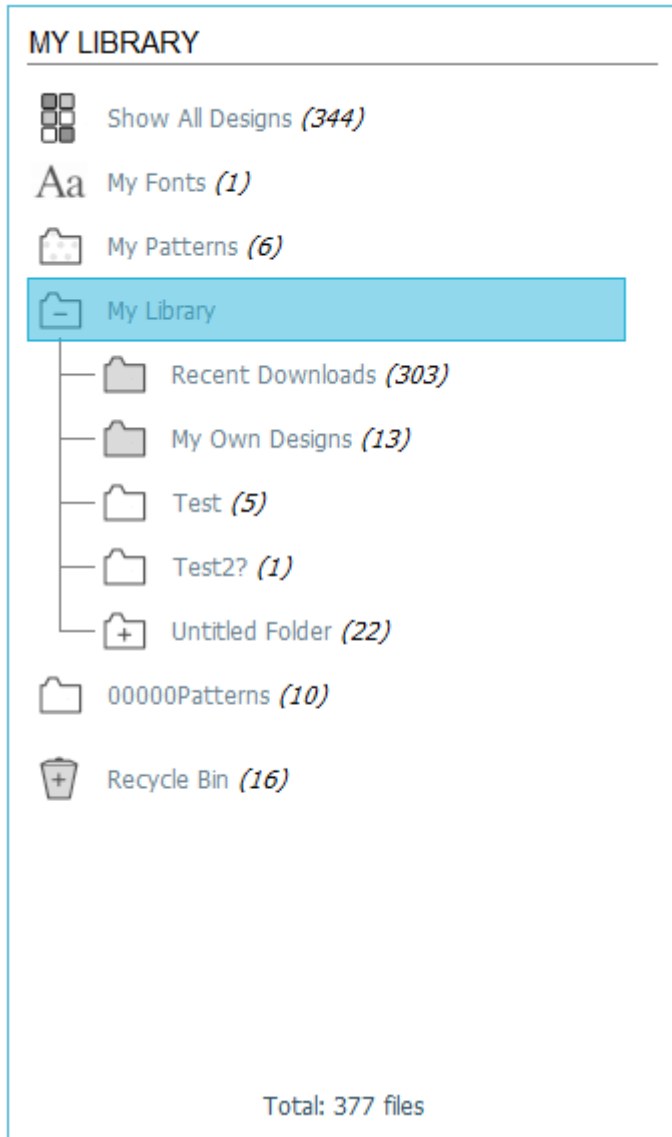 MY LIBRARY
Show All Designs (344)
Aa My Fonts (1)
My Patterns (6)
My Library
Recent Downloads (303)
My Own Designs (13)
Test (5)
Test2? (1)
Untitled Folder (22)
00000Patterns (10)
Recycle Bin (16)
Total: 377 files